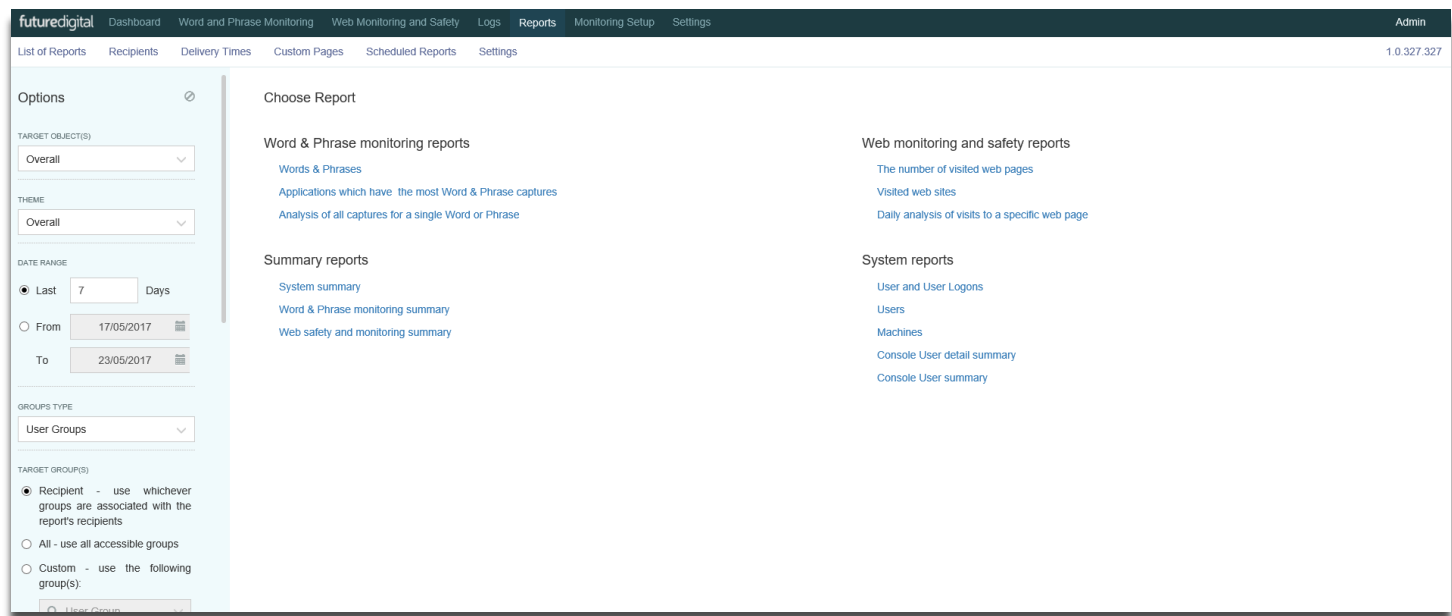 futuredigital Dashboard Word and Phrase Monitoring Web Monitoring and Safety Logs Reports Monitoring Setup Settings Admin
List of Reports Recipients Delivery Times Custom Pages Scheduled Reports Settings 1.0.327.327
Options
TARGET OBJECT(S)
Overall
THEME
Overall
DATE RANGE
Last 7 Days
From 17/05/2017
To 23/05/2017
GROUPS TYPE
User Groups
TARGET GROUP(S)
Recipient - use whichever
groups are associated with the
report's recipients
All - use all accessible groups
Custom - use the following
group(s):
User Group
Choose Report
Word & Phrase monitoring reports
Words & Phrases
Applications which have the most Word & Phrase captures
Analysis of all captures for a single Word or Phrase
Summary reports
System summary
Word & Phrase monitoring summary
Web safety and monitoring summary
Web monitoring and safety reports
The number of visited web pages
Visited web sites
Daily analysis of visits to a specific web page
System reports
User and User Logons
Users
Machines
Console User detail summary
Console User summary